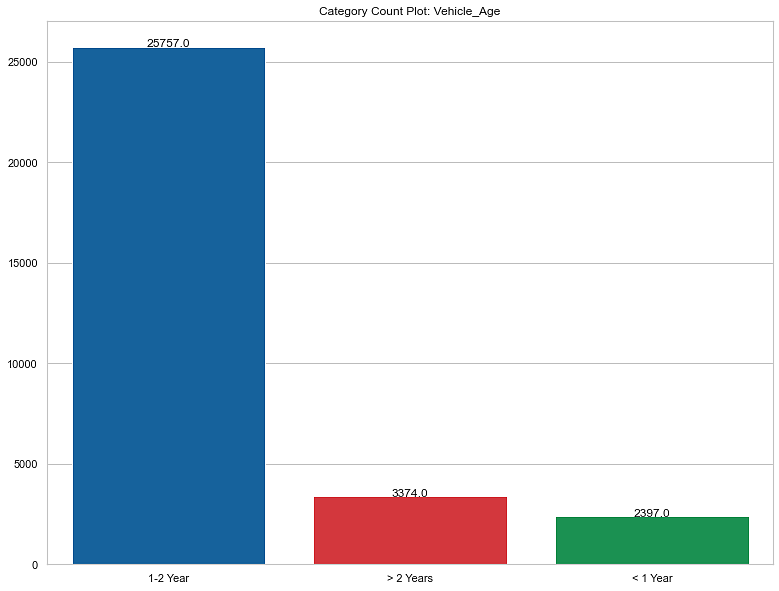 Category Count Plot: Vehicle_Age
25757.0
25000
20000
15000
10000
5000
3374.0
2397.0
0
1-2 Year
> 2 Years
< 1 Year